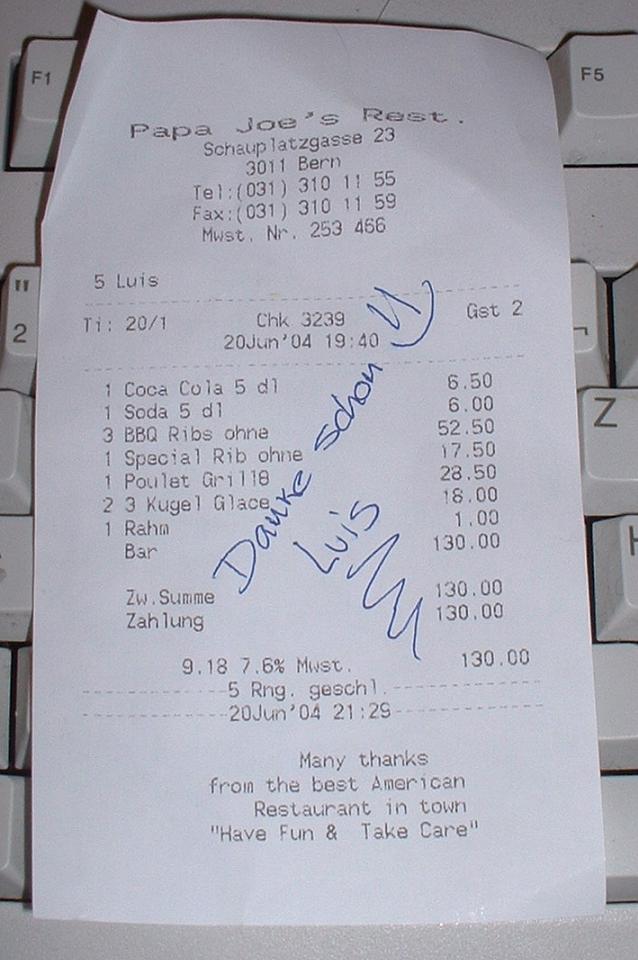 Papa Joe's Rest.
Schauplatzgasse 23
3011 Bern
Tel:(031) 310 11 55
Fax:(031) 310 11 59
Mwst. Nr. 253 466
5 Luis
Ti: 20/1 Chk 3239 Gst 2
20Jun'04 19:40
1 Coca Cola 5 dl 6.50
1 Soda 5 dl 6.00
3 BBQ Ribs ohne 52.50
1 Special Rib ohne 17.50
1 Poulet Grill8 28.50
2 3 Kugel Glace 18.00
1 Rahm 1.00
Bar 130.00
Zw.Summe 130.00
Zahlung 130.00
9.18 7.6% Mwst. 130.00
5 Rng. geschl.
20Jun'04 21:29
Many thanks
from the best American
Restaurant in town
"Have Fun & Take Care"
Danke schon
Luis
F1
F5
"
2
Z
H